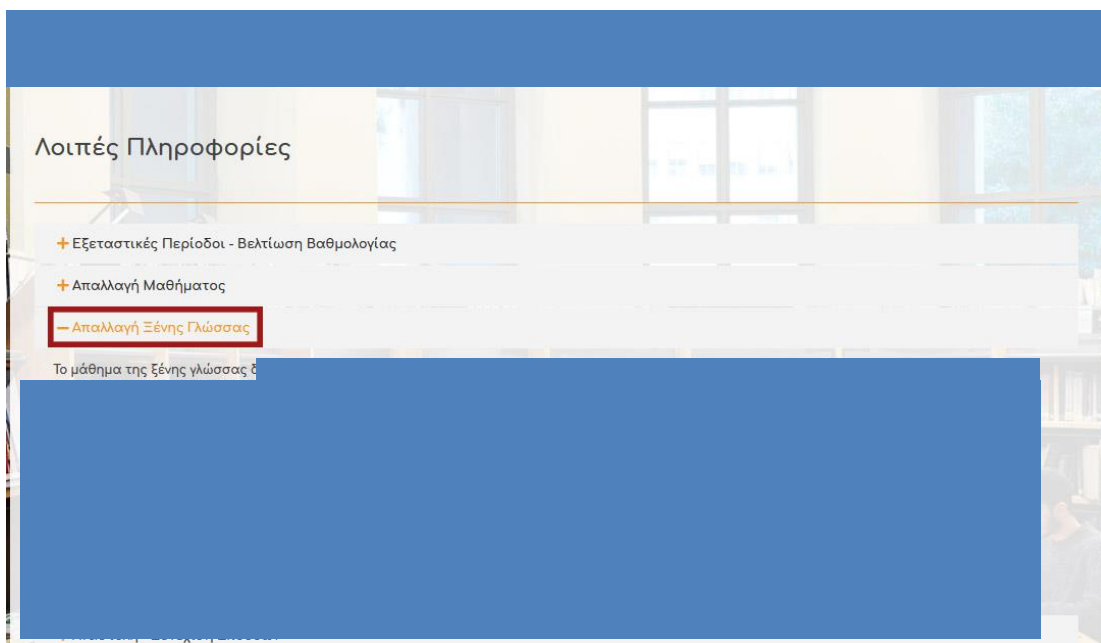 Λοιπές Πληροφορίες
+ Εξεταστικές Περίοδοι - Βελτίωση Βαθμολογίας
+ Απαλλαγή Μαθήματος
– Απαλλαγή Ξένης Γλώσσας
Το μάθημα της ξένης γλώσσας